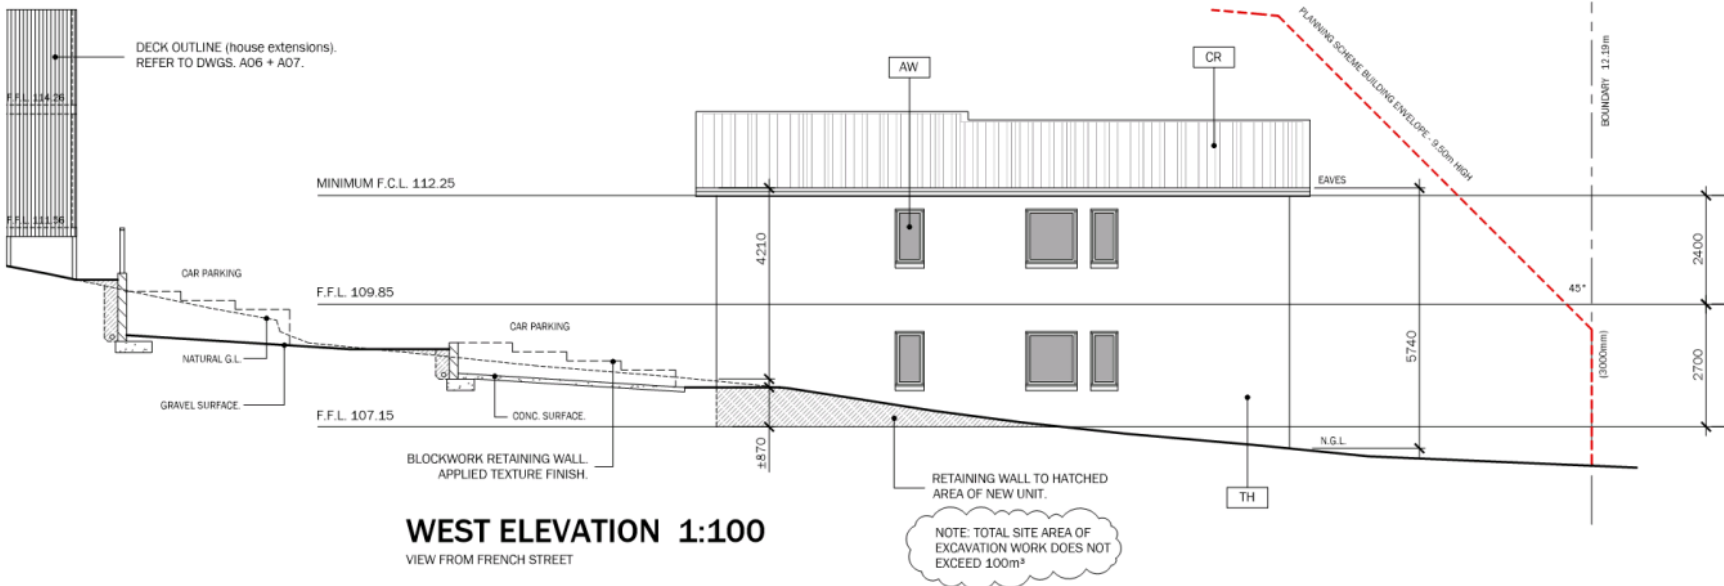 DECK OUTLINE (house extensions).
REFER TO DWGS. A06 + A07.
F.F.L. 114.26
F.F.L. 111.56
AW
CR
PLANNING SCHEME BUILDING ENVELOPE - 9.50m HIGH
BOUNDARY 12.19m
MINIMUM F.C.L. 112.25
EAVES
4210
2400
CAR PARKING
F.F.L. 109.85
45°
CAR PARKING
5740
(3000mm)
2700
NATURAL G.L.
GRAVEL SURFACE.
F.F.L. 107.15
CONC. SURFACE.
±870
N.G.L.
BLOCKWORK RETAINING WALL.
APPLIED TEXTURE FINISH.
RETAINING WALL TO HATCHED
AREA OF NEW UNIT.
TH
WEST ELEVATION 1:100
VIEW FROM FRENCH STREET
NOTE: TOTAL SITE AREA OF
EXCAVATION WORK DOES NOT
EXCEED 100m³